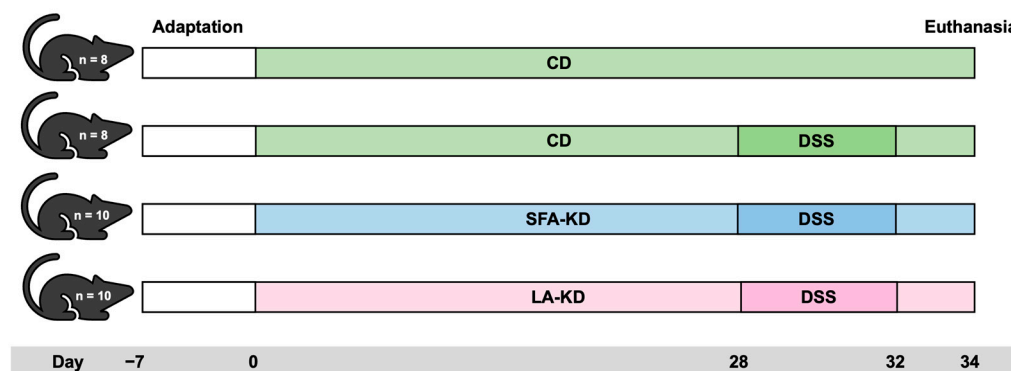 Adaptation Euthanasia
n = 8 CD
n = 8 CD DSS
n = 10 SFA-KD DSS
n = 10 LA-KD DSS
Day −7 0 28 32 34